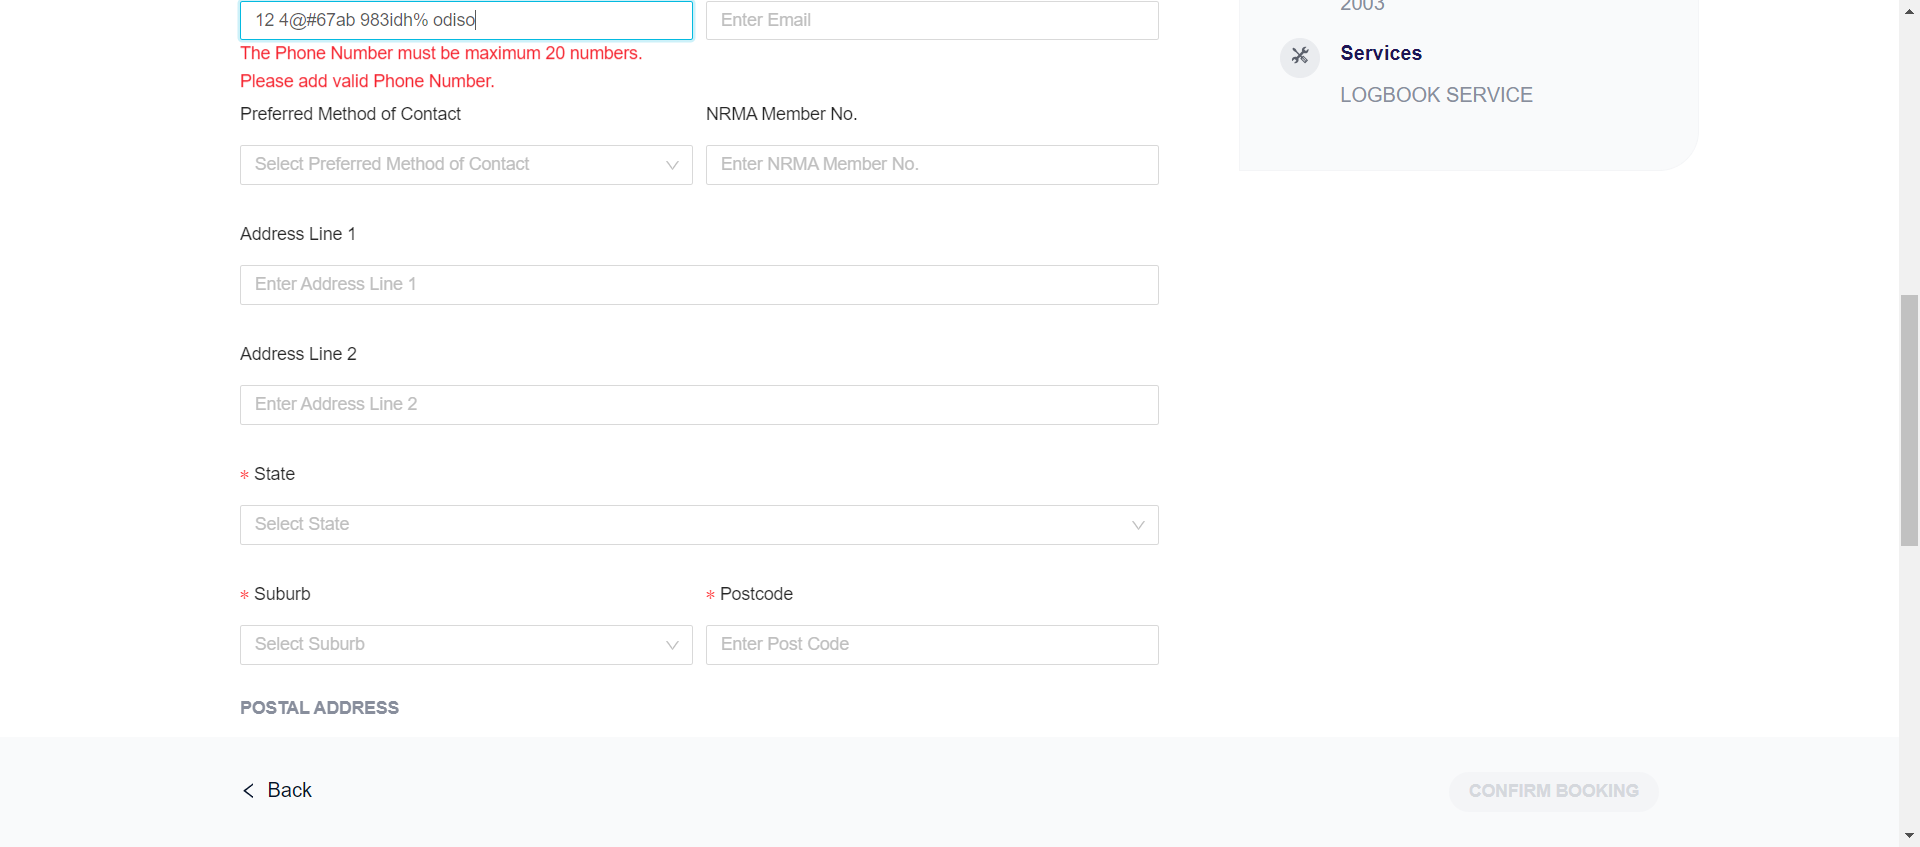 12 4@#67ab 983idh% odiso
Enter Email
The Phone Number must be maximum 20 numbers.
Please add valid Phone Number.
Preferred Method of Contact
NRMA Member No.
Select Preferred Method of Contact
Enter NRMA Member No.
Address Line 1
Enter Address Line 1
Address Line 2
Enter Address Line 2
* State
Select State
* Suburb
* Postcode
Select Suburb
Enter Post Code
POSTAL ADDRESS
2003
Services
LOGBOOK SERVICE
Back
CONFIRM BOOKING